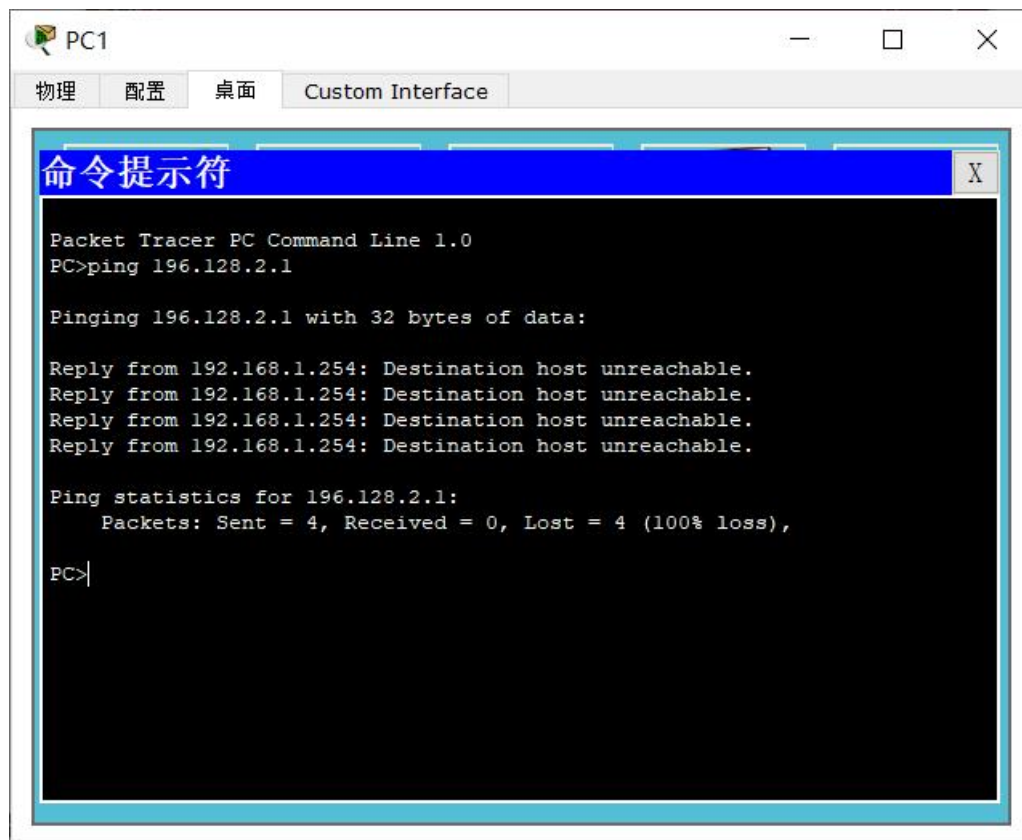 PC1
物理 配置 桌面 Custom Interface
命令提示符 X
Packet Tracer PC Command Line 1.0
PC>ping 196.128.2.1
Pinging 196.128.2.1 with 32 bytes of data:
Reply from 192.168.1.254: Destination host unreachable.
Reply from 192.168.1.254: Destination host unreachable.
Reply from 192.168.1.254: Destination host unreachable.
Reply from 192.168.1.254: Destination host unreachable.
Ping statistics for 196.128.2.1:
Packets: Sent = 4, Received = 0, Lost = 4 (100% loss),
PC>